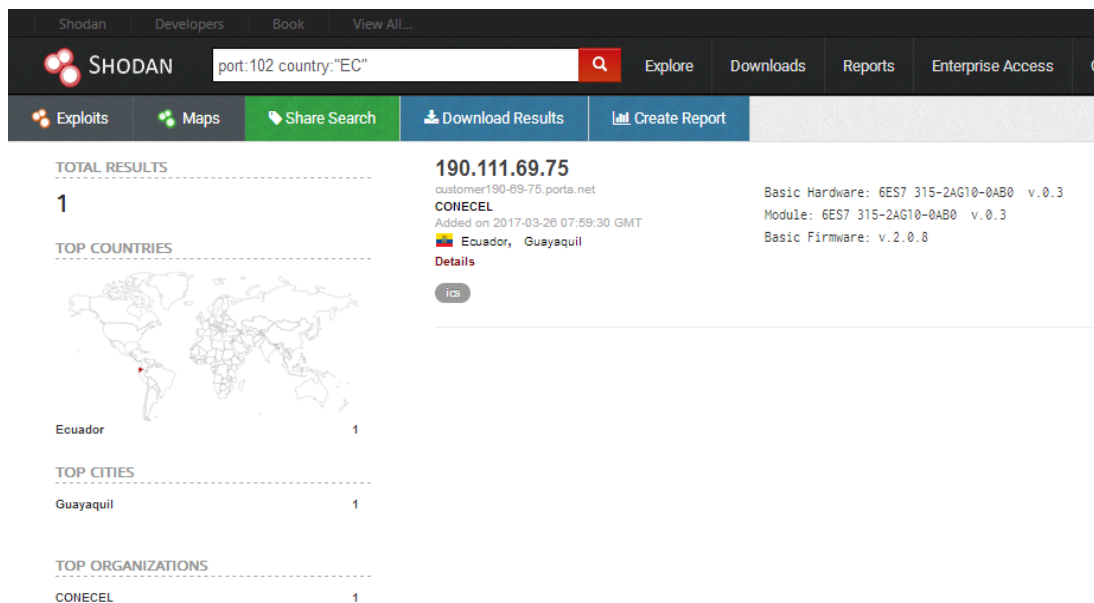 Shodan Developers Book View All...
SHODAN port:102 country:"EC" Explore Downloads Reports Enterprise Access
Exploits Maps Share Search Download Results Create Report
TOTAL RESULTS
1
TOP COUNTRIES
Ecuador 1
TOP CITIES
Guayaquil 1
TOP ORGANIZATIONS
CONECEL 1
190.111.69.75
customer190-69-75.porta.net
CONECEL
Added on 2017-03-26 07:59:30 GMT
Ecuador, Guayaquil
Details
ics
Basic Hardware: 6ES7 315-2AG10-0AB0 v.0.3
Module: 6ES7 315-2AG10-0AB0 v.0.3
Basic Firmware: v.2.0.8